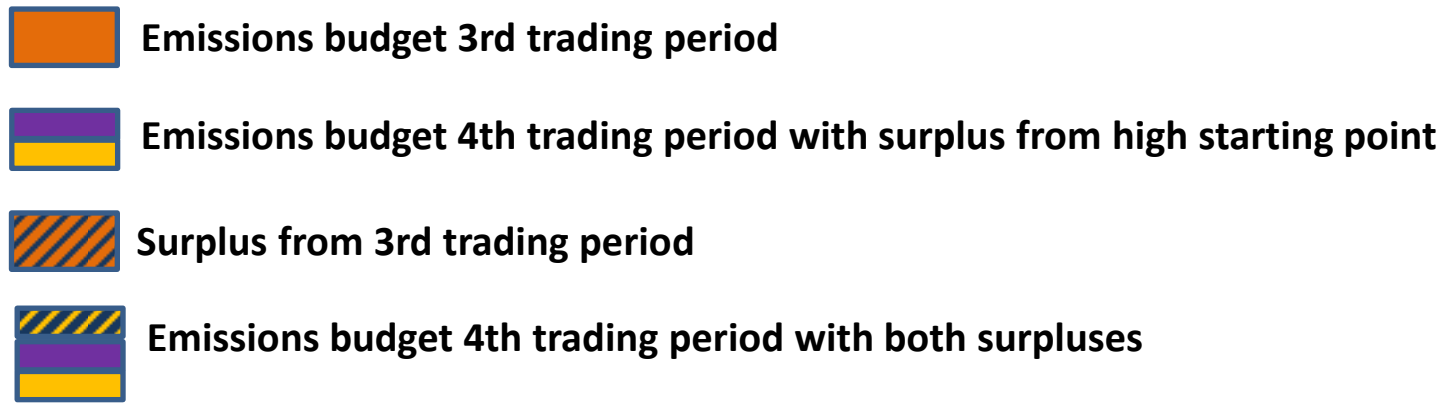 Emissions budget 3rd trading period
Emissions budget 4th trading period with surplus from high starting point
Surplus from 3rd trading period
Emissions budget 4th trading period with both surpluses